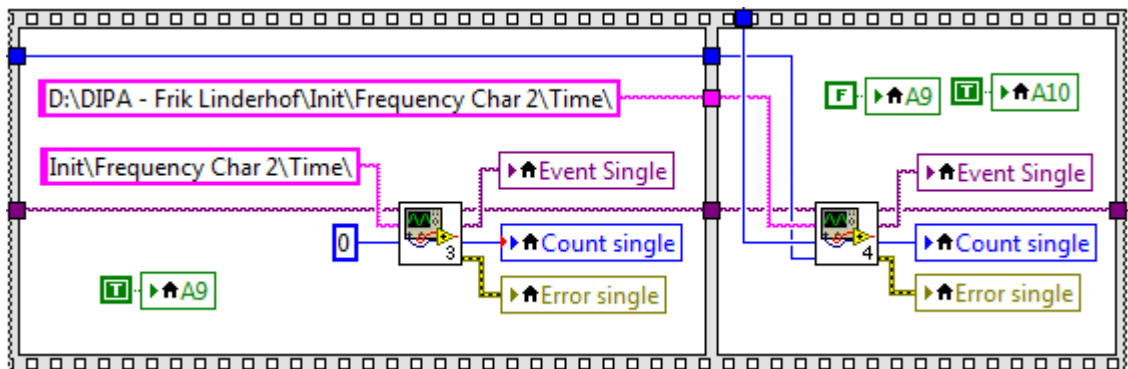 D:\DIPA - Frik Linderhof\Init\Frequency Char 2\Time\
F A9 T A10
Init\Frequency Char 2\Time\
Event Single
Event Single
0
3
Count single
4
Count single
T A9
Error single
Error single